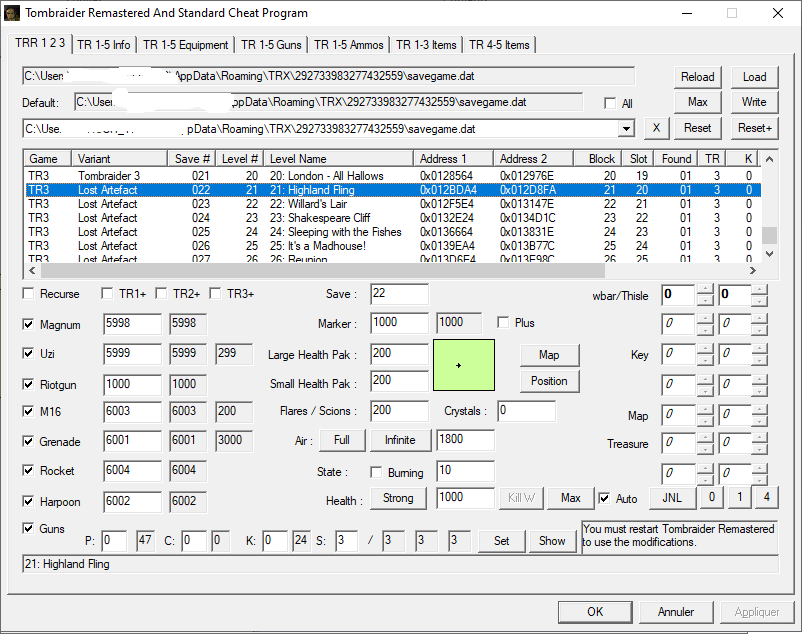 Tombraider Remastered And Standard Cheat Program
TRR 1 2 3 TR 1-5 Info TR 1-5 Equipment TR 1-5 Guns TR 1-5 Ammos TR 1-3 Items TR 4-5 Items
C:\Users\ \AppData\Roaming\TRX\292733983277432559\savegame.dat Reload Load
Default: C:\Use ppData\Roaming\TRX\292733983277432559\savegame.dat All Max Write
C:\Use. ppData\Roaming\TRX\292733983277432559\savegame.dat X Reset Reset+
Game Variant Save # Level # Level Name Address 1 Address 2 Block Slot Found TR K
TR3 Tombraider 3 021 20 20: London - All Hallows 0x0128564 0x012976E 20 19 01 3 0
TR3 Lost Artefact 022 21 21: Highland Fling 0x012BDA4 0x012D8FA 21 20 01 3 0
TR3 Lost Artefact 023 22 22: Willard's Lair 0x012F5E4 0x013147E 22 21 01 3 0
TR3 Lost Artefact 024 23 23: Shakespeare Cliff 0x0132E24 0x0134D1C 23 22 01 3 0
TR3 Lost Artefact 025 24 24: Sleeping with the Fishes 0x0136664 0x013831E 24 23 01 3 0
TR3 Lost Artefact 026 25 25: It's a Madhouse! 0x0139EA4 0x013B77C 25 24 01 3 0
TR3 Lost Artefact 027 26 26: Reunion 0x013D6E4 0x013E98C 26 25 01 3 0
Recurse TR1+ TR2+ TR3+ Save : 22 wbar/Thisle 0 0
Magnum 5998 5998 Marker : 1000 1000 Plus 0 0
Uzi 5999 5999 299 Large Health Pak : 200 Map Key 0 0
Riotgun 1000 1000 Small Health Pak : 200 Position 0 0
M16 6003 6003 200 Flares / Scions : 200 Crystals : 0 Map 0 0
Grenade 6001 6001 3000 Air : Full Infinite 1800 Treasure 0 0
Rocket 6004 6004 State : Burning 10 0 0
Harpoon 6002 6002 Health : Strong 1000 Kill W Max Auto JNL 0 1 4
Guns P: 0 47 C: 0 0 K: 0 24 S: 3 / 3 3 3 Set Show You must restart Tombraider Remastered
to use the modifications.
21: Highland Fling
OK Annuler Appliquer